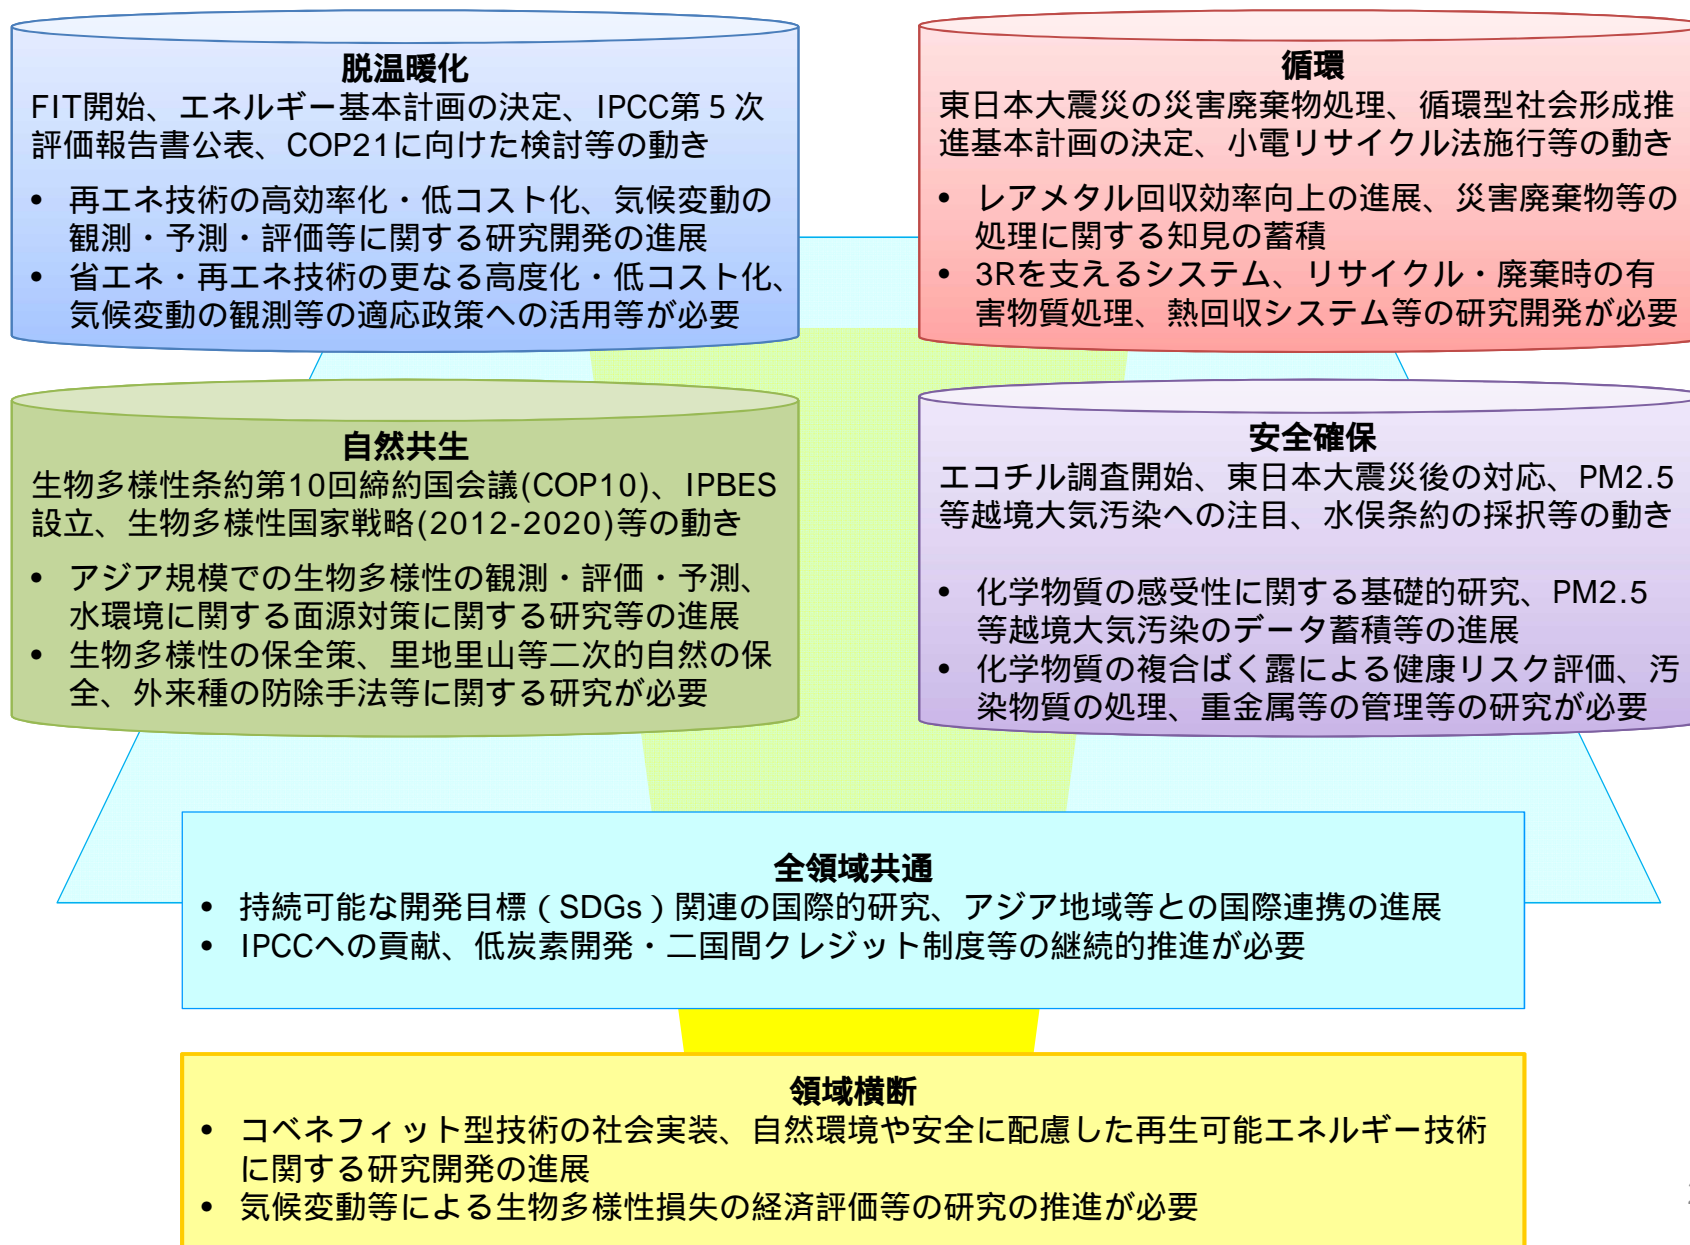 脱温暖化
FIT開始、エネルギー基本計画の決定、IPCC第５次
評価報告書公表、COP21に向けた検討等の動き
• 再エネ技術の高効率化・低コスト化、気候変動の
観測・予測・評価等に関する研究開発の進展
• 省エネ・再エネ技術の更なる高度化・低コスト化、
気候変動の観測等の適応政策への活用等が必要
循環
東日本大震災の災害廃棄物処理、循環型社会形成推
進基本計画の決定、小電リサイクル法施行等の動き
• レアメタル回収効率向上の進展、災害廃棄物等の
処理に関する知見の蓄積
• 3Rを支えるシステム、リサイクル・廃棄時の有
害物質処理、熱回収システム等の研究開発が必要
自然共生
生物多様性条約第10回締約国会議(COP10)、IPBES
設立、生物多様性国家戦略(2012-2020)等の動き
• アジア規模での生物多様性の観測・評価・予測、
水環境に関する面源対策に関する研究等の進展
• 生物多様性の保全策、里地里山等二次的自然の保
全、外来種の防除手法等に関する研究が必要
安全確保
エコチル調査開始、東日本大震災後の対応、PM2.5
等越境大気汚染への注目、水俣条約の採択等の動き
• 化学物質の感受性に関する基礎的研究、PM2.5
等越境大気汚染のデータ蓄積等の進展
• 化学物質の複合ばく露による健康リスク評価、汚
染物質の処理、重金属等の管理等の研究が必要
全領域共通
• 持続可能な開発目標（SDGs）関連の国際的研究、アジア地域等との国際連携の進展
• IPCCへの貢献、低炭素開発・二国間クレジット制度等の継続的推進が必要
領域横断
• コベネフィット型技術の社会実装、自然環境や安全に配慮した再生可能エネルギー技術
に関する研究開発の進展
• 気候変動等による生物多様性損失の経済評価等の研究の推進が必要